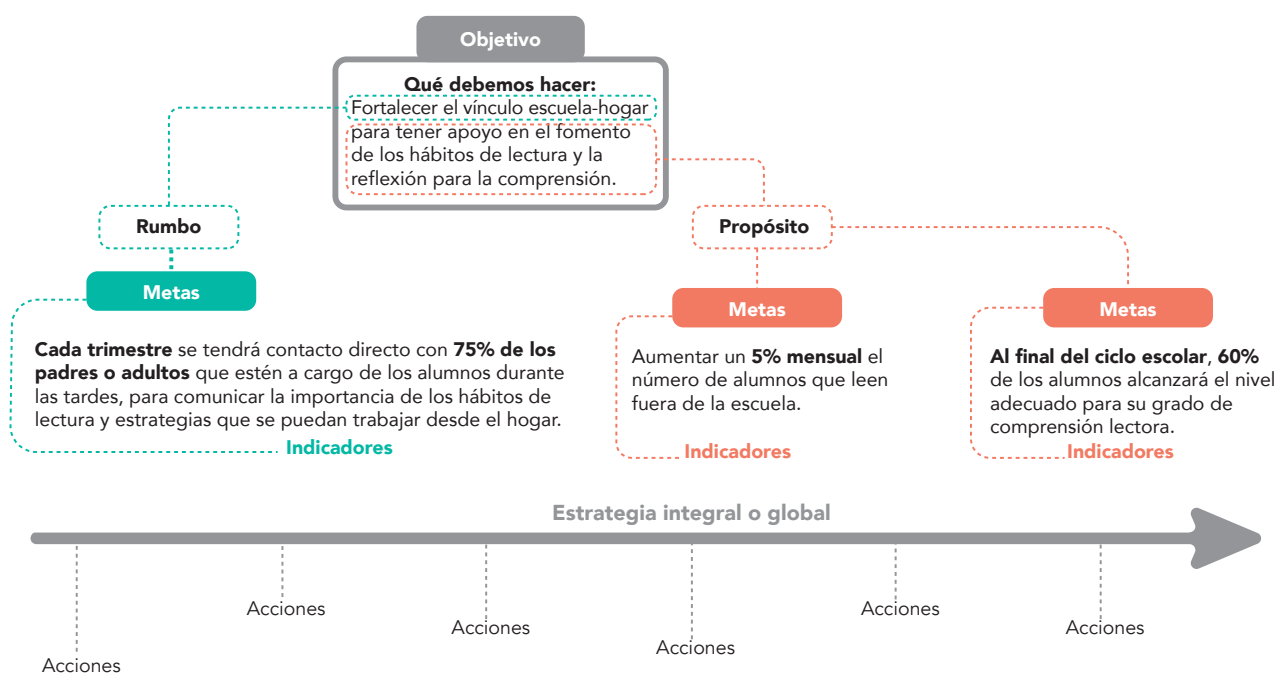 Objetivo
Qué debemos hacer:
Fortalecer el vínculo escuela-hogar
para tener apoyo en el fomento
de los hábitos de lectura y la
reflexión para la comprensión.
Rumbo
Propósito
Metas
Metas
Metas
Cada trimestre se tendrá contacto directo con 75% de los
padres o adultos que estén a cargo de los alumnos durante
las tardes, para comunicar la importancia de los hábitos de
lectura y estrategias que se puedan trabajar desde el hogar.
Indicadores
Aumentar un 5% mensual el
número de alumnos que leen
fuera de la escuela.
Indicadores
Al final del ciclo escolar, 60%
de los alumnos alcanzará el nivel
adecuado para su grado de
comprensión lectora.
Indicadores
Estrategia integral o global
Acciones
Acciones
Acciones
Acciones
Acciones
Acciones